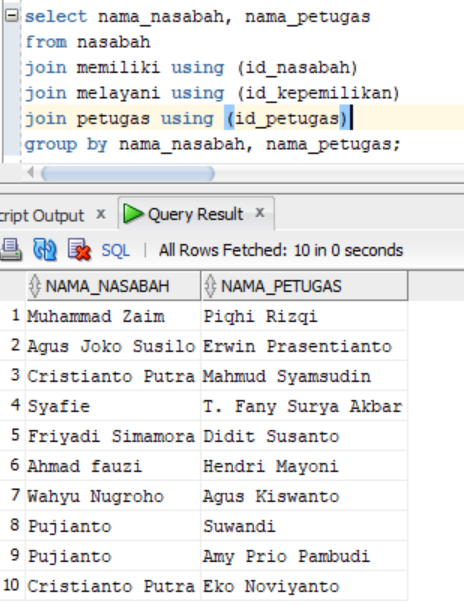 select nama_nasabah, nama_petugas
from nasabah
join memiliki using (id_nasabah)
join melayani using (id_kepemilikan)
join petugas using (id_petugas)
group by nama_nasabah, nama_petugas;
cript Output x Query Result x
SQL | All Rows Fetched: 10 in 0 seconds
NAMA_NASABAH NAMA_PETUGAS
1 Muhammad Zaim Piqhi Rizqi
2 Agus Joko Susilo Erwin Prasentianto
3 Cristianto Putra Mahmud Syamsudin
4 Syafie T. Fany Surya Akbar
5 Friyadi Simamora Didit Susanto
6 Ahmad fauzi Hendri Mayoni
7 Wahyu Nugroho Agus Kiswanto
8 Pujianto Suwandi
9 Pujianto Amy Prio Pambudi
10 Cristianto Putra Eko Noviyanto